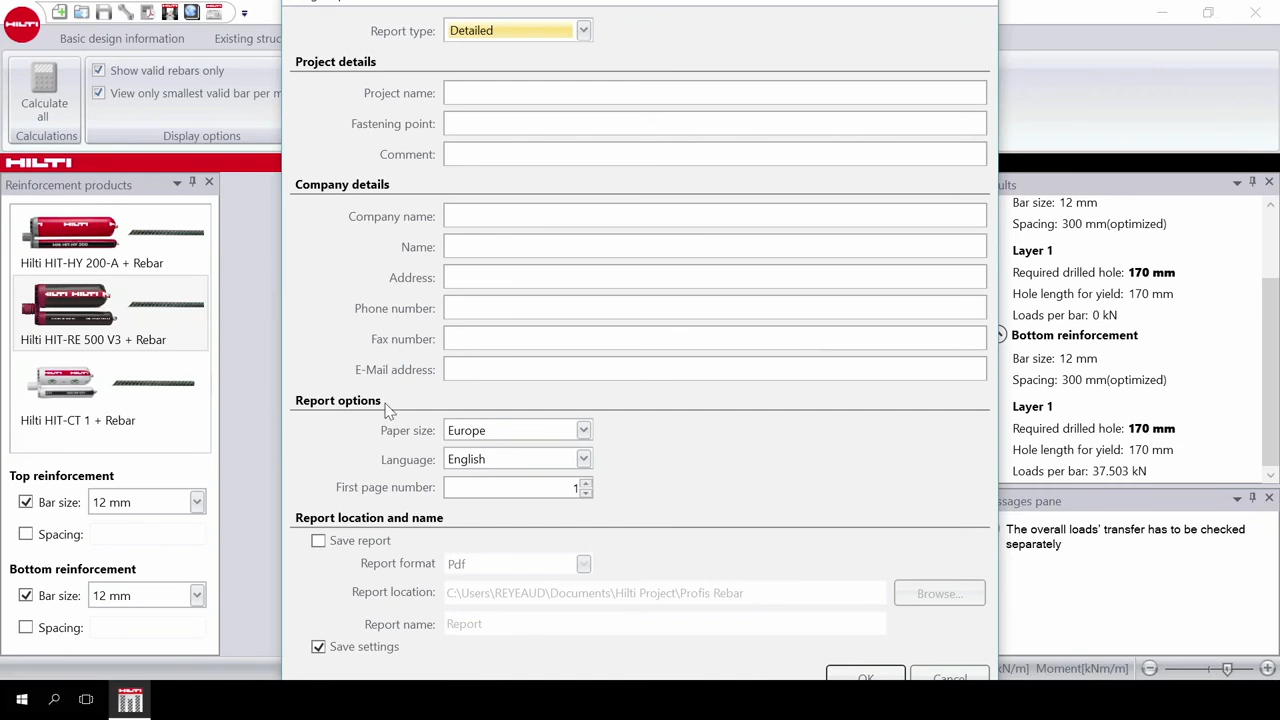 HILTI
Basic design information
Calculate
all
Calculations
Show valid rebars only
View only smallest valid bar per m
Display options
HILTI
Reinforcement products
Hilti HIT-HY 200-A + Rebar
Hilti HIT-RE 500 V3 + Rebar
Hilti HIT-CT 1 + Rebar
Top reinforcement
Bar size: 12 mm
Spacing:
Bottom reinforcement
Bar size: 12 mm
Spacing:
Report type: Detailed
Project details
Project name:
Fastening point:
Comment:
Company details
Company name:
Name:
Address:
Phone number:
Fax number:
E-Mail address:
Report options
Paper size: Europe
Language: English
First page number: 1
Report location and name
Save report
Report format Pdf
Report location: C:\Users\REYEAUD\Documents\Hilti Project\Profis Rebar Browse...
Report name: Report
Save settings
OK Cancel
Bar size: 12 mm
Spacing: 300 mm(optimized)
Layer 1
Required drilled hole: 170 mm
Hole length for yield: 170 mm
Loads per bar: 0 kN
Bottom reinforcement
Bar size: 12 mm
Spacing: 300 mm(optimized)
Layer 1
Required drilled hole: 170 mm
Hole length for yield: 170 mm
Loads per bar: 37.503 kN
The overall loads' transfer has to be checked
separately
Moment[kNm/m]